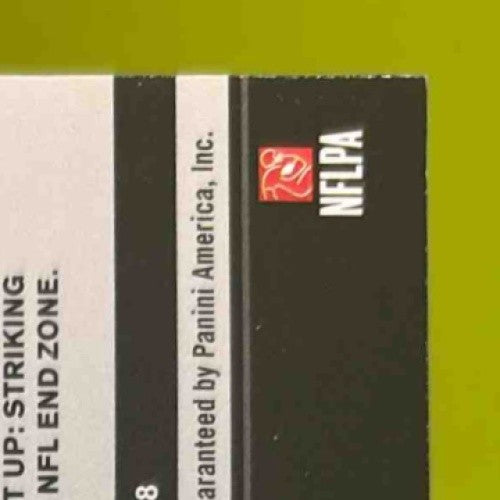 T UP: STRIKING
NFL END ZONE.
8
aranteed by Panini America, Inc.
NFLPA